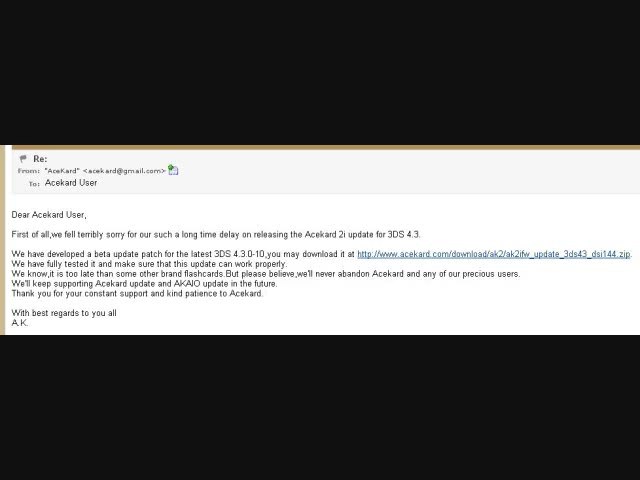 Re:
From: "AceKard" <acekard@gmail.com>
To: Acekard User
Dear Acekard User,
First of all,we fell terribly sorry for our such a long time delay on releasing the Acekard 2i update for 3DS 4.3.
We have developed a beta update patch for the latest 3DS 4.3.0-10,you may download it at http://www.acekard.com/download/ak2/ak2ifw_update_3ds43_dsi144.zip.
We have fully tested it and make sure that this update can work properly.
We know,it is too late than some other brand flashcards.But please believe,we'll never abandon Acekard and any of our precious users.
We'll keep supporting Acekard update and AKAIO update in the future.
Thank you for your constant support and kind patience to Acekard.
With best regards to you all
A.K.